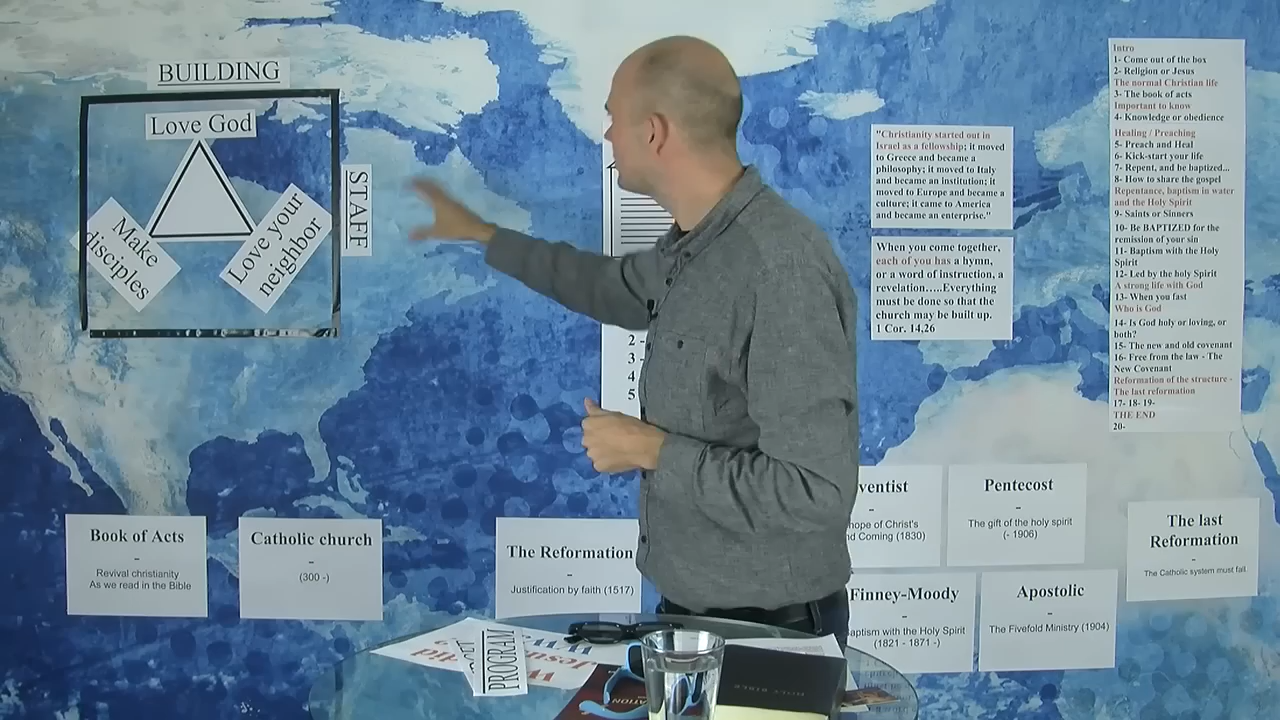 BUILDING
Love God
Make
disciples
Love your
neighbor
STAFF
2 -
3 -
4
5
"Christianity started out in
Israel as a fellowship; it moved
to Greece and became a
philosophy; it moved to Italy
and became an institution; it
moved to Europe and became a
culture; it came to America
and became an enterprise."
When you come together,
each of you has a hymn,
or a word of instruction, a
revelation…..Everything
must be done so that the
church may be built up.
1 Cor. 14,26
Intro
1- Come out of the box
2- Religion or Jesus
The normal Christian life
3- The book of acts
Important to know
4- Knowledge or obedience
Healing / Preaching
5- Preach and Heal
6- Kick-start your life
7- Repent, and be baptized...
8- How to share the gospel
Repentance, baptism in water
and the Holy Spirit
9- Saints or Sinners
10- Be BAPTIZED for the
remission of your sin
11- Baptism with the Holy
Spirit
12- Led by the holy Spirit
A strong life with God
13- When you fast
Who is God
14- Is God holy or loving, or
both?
15- The new and old covenant
16- Free from the law - The
New Covenant
Reformation of the structure -
The last reformation
17- 18- 19-
THE END
20-
Book of Acts
-
Revival christianity
As we read in the Bible
Catholic church
-
(300 -)
The Reformation
-
Justification by faith (1517)
ventist
-
hope of Christ's
nd Coming (1830)
Pentecost
-
The gift of the holy spirit
(- 1906)
Finney-Moody
-
aptism with the Holy Spirit
(1821 - 1871 -)
Apostolic
-
The Fivefold Ministry (1904)
The last
Reformation
-
The Catholic system must fall
PROGRAM
HOLY BIBLE